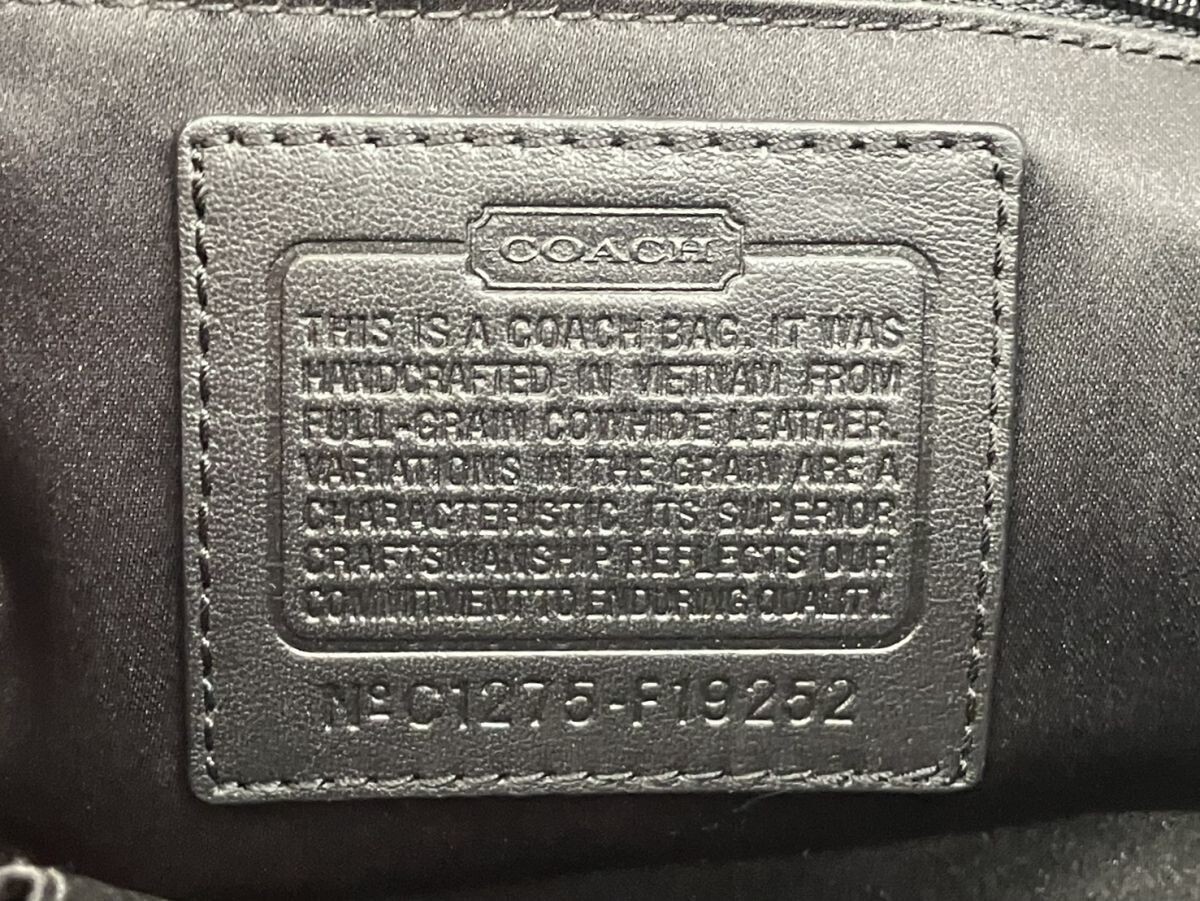 COACH
THIS IS A COACH BAG. IT WAS
HANDCRAFTED IN VIETNAM FROM
FULL-GRAIN COWHIDE LEATHER.
VARIATIONS IN THE GRAIN ARE A
CHARACTERISTIC. ITS SUPERIOR
CRAFTSMANSHIP REFLECTS OUR
COMMITMENT TO ENDURING QUALITY.
Nº C1275-F19252